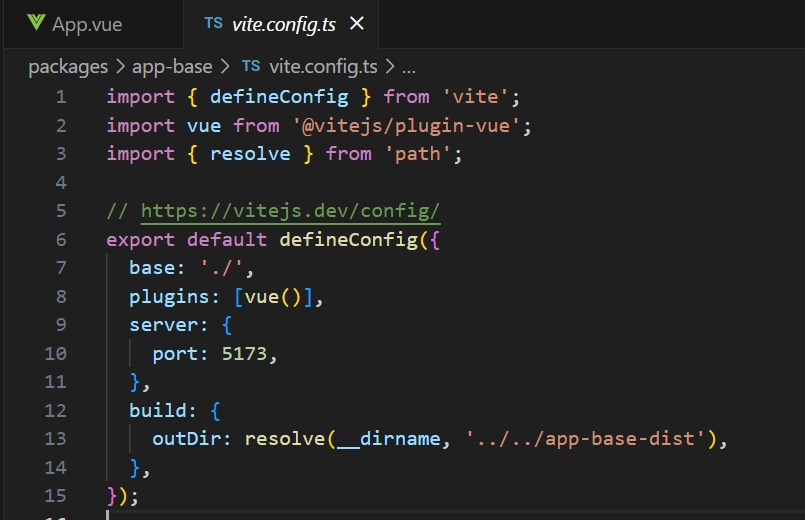 App.vue
TS vite.config.ts ×
packages > app-base > TS vite.config.ts > ...
1 import { defineConfig } from 'vite';
2 import vue from '@vitejs/plugin-vue';
3 import { resolve } from 'path';
4
5 // https://vitejs.dev/config/
6 export default defineConfig({
7   base: './',
8   plugins: [vue()],
9   server: {
10     port: 5173,
11   },
12   build: {
13     outDir: resolve(__dirname, '../../app-base-dist'),
14   },
15 });